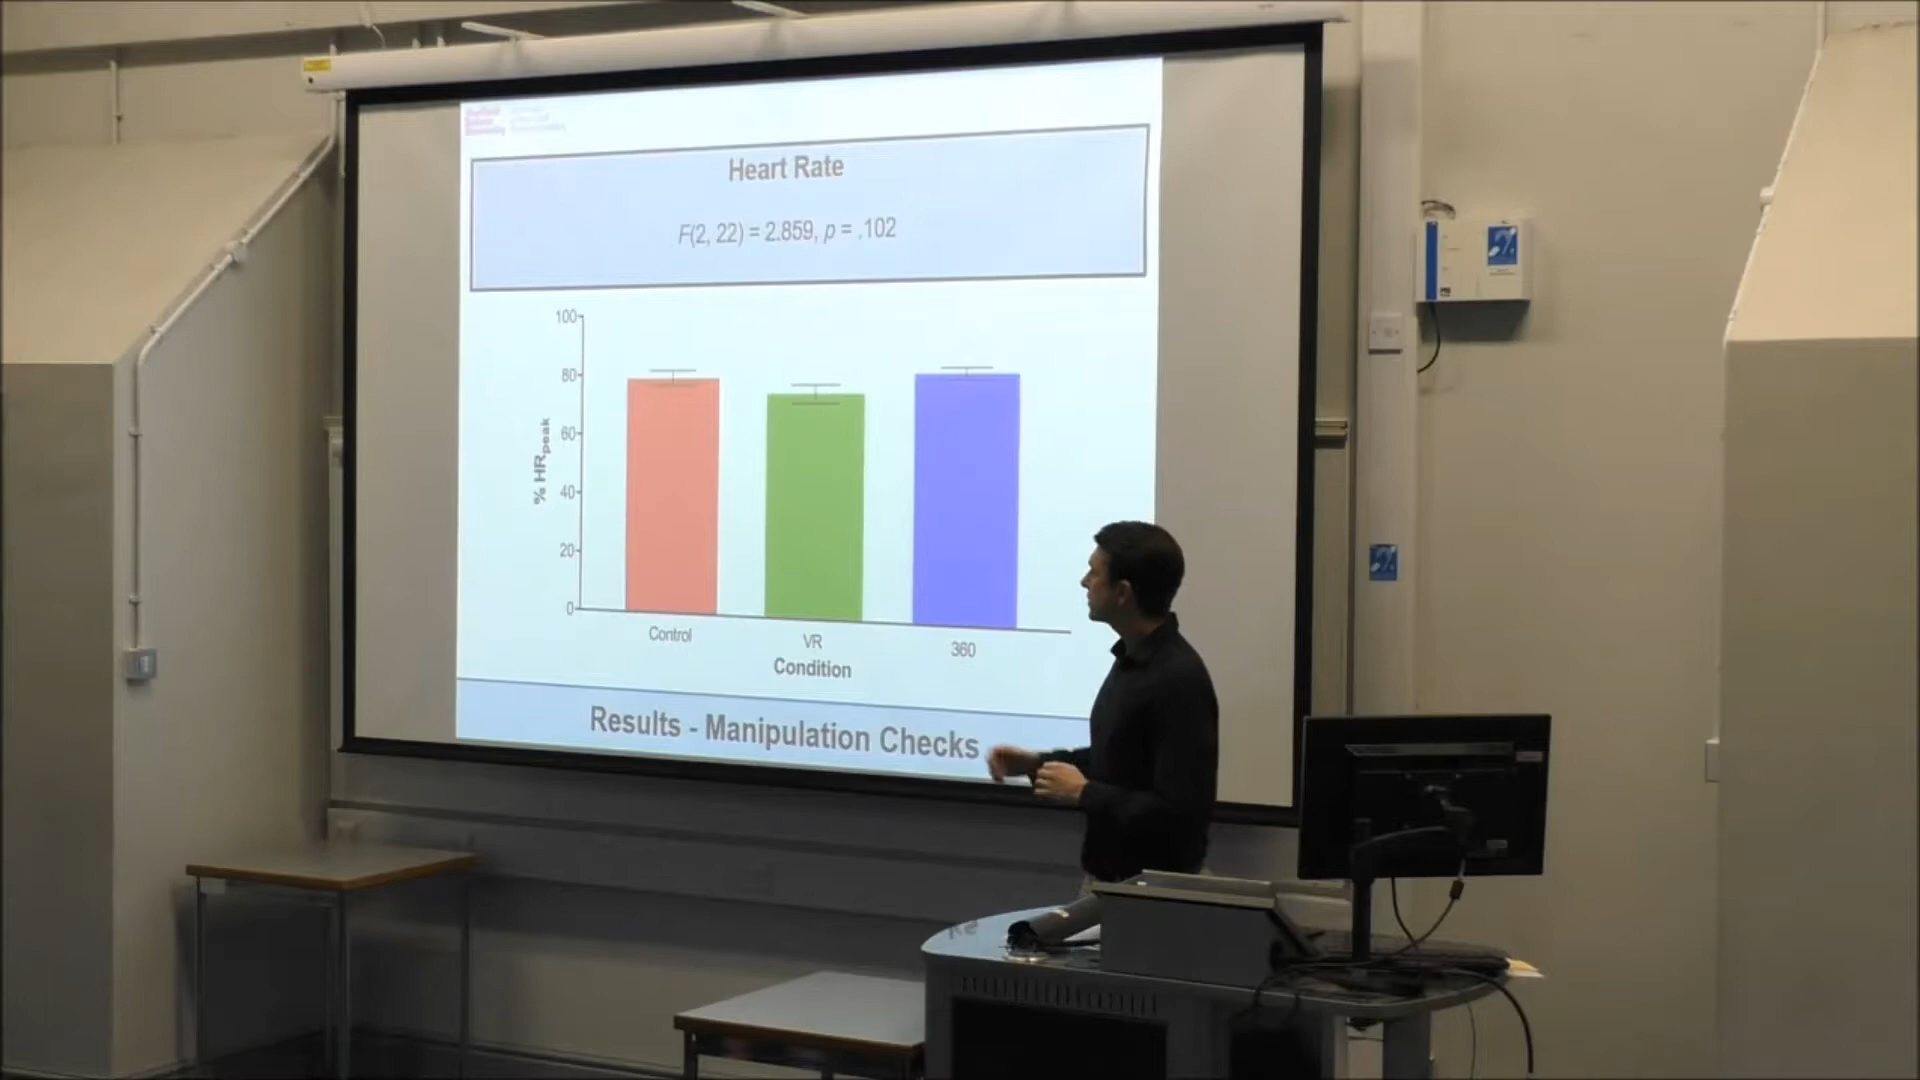 Heart Rate
F(2, 22) = 2.859, p = .102
100
80
60
40
20
0
% HRpeak
Control
VR
360
Condition
Results - Manipulation Checks